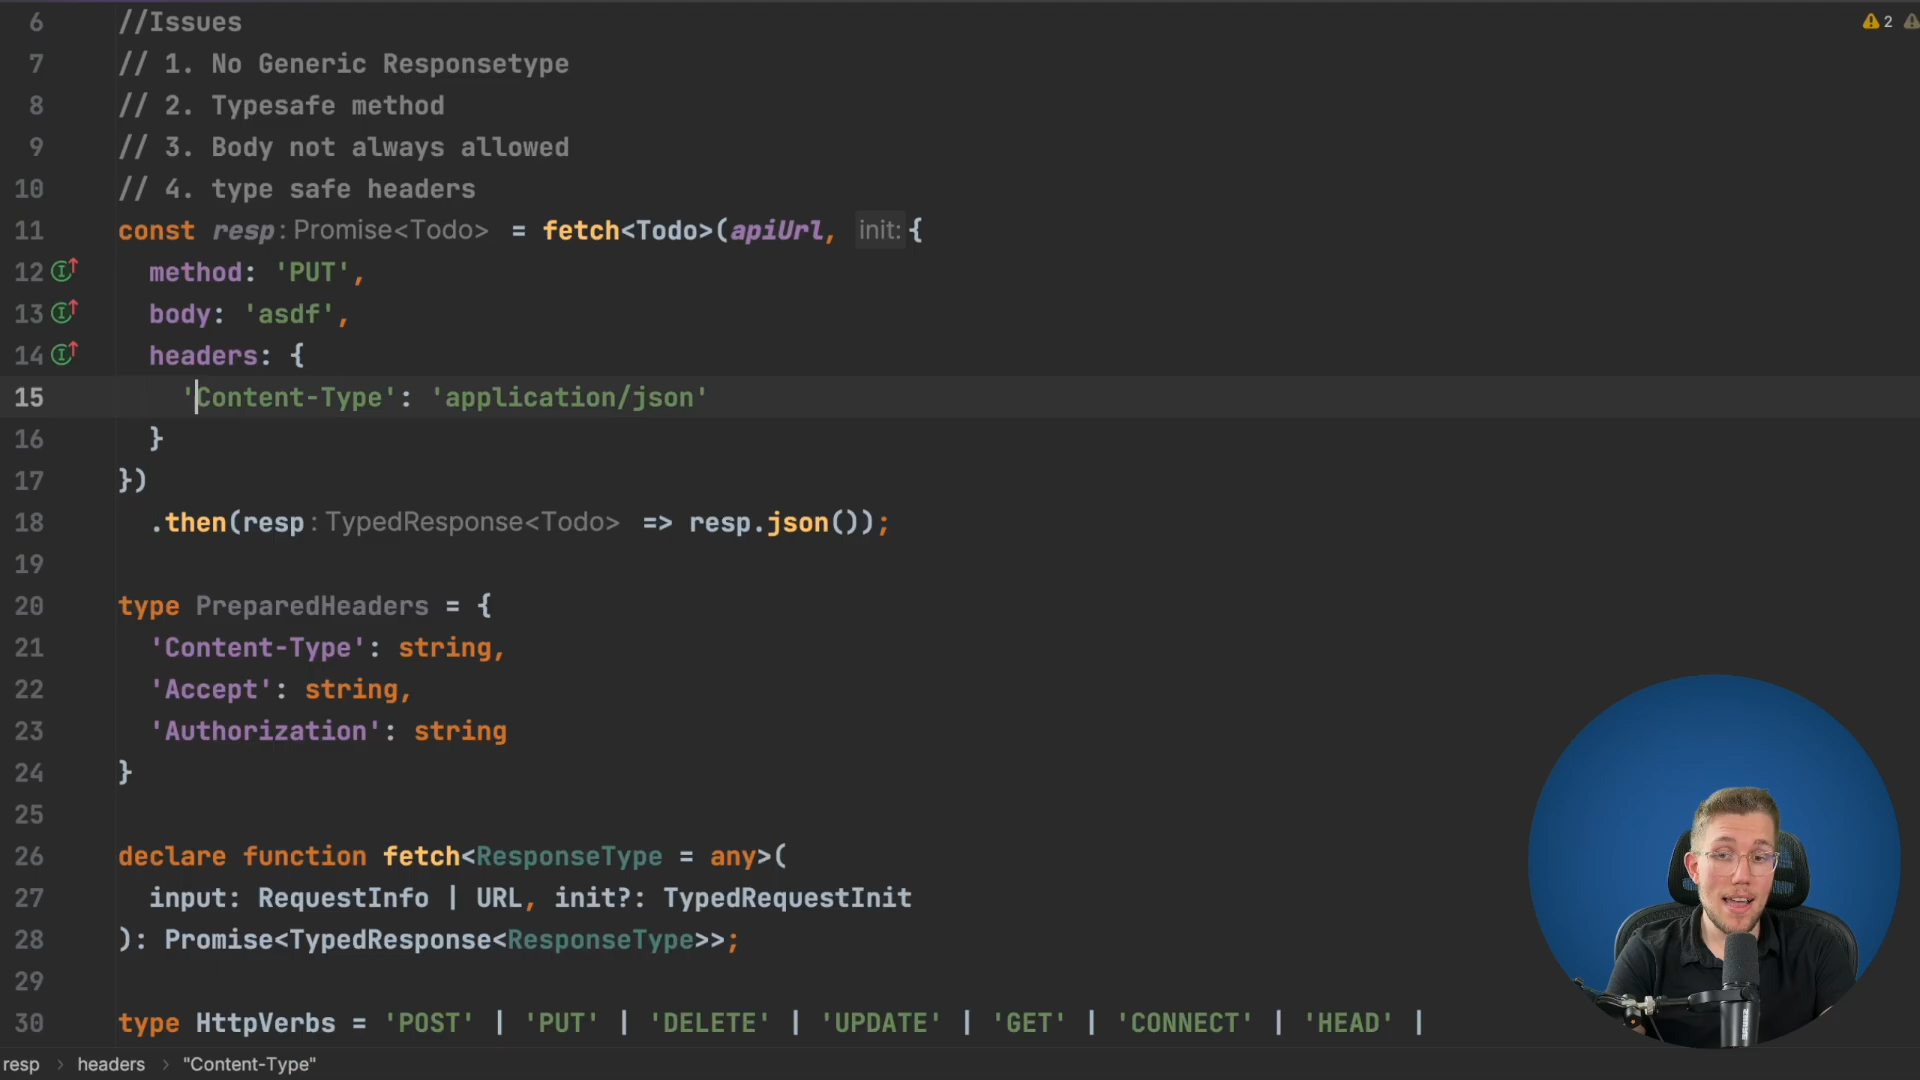 6 //Issues
7 // 1. No Generic Responsetype
8 // 2. Typesafe method
9 // 3. Body not always allowed
10 // 4. type safe headers
11 const resp: Promise<Todo> = fetch<Todo>(apiUrl, init: {
12 method: 'PUT',
13 body: 'asdf',
14 headers: {
15 'Content-Type': 'application/json'
16 }
17 })
18 .then(resp: TypedResponse<Todo> => resp.json());
19
20 type PreparedHeaders = {
21 'Content-Type': string,
22 'Accept': string,
23 'Authorization': string
24 }
25
26 declare function fetch<ResponseType = any>(
27 input: RequestInfo | URL, init?: TypedRequestInit
28 ): Promise<TypedResponse<ResponseType>>;
29
30 type HttpVerbs = 'POST' | 'PUT' | 'DELETE' | 'UPDATE' | 'GET' | 'CONNECT' | 'HEAD' |
2
resp > headers > "Content-Type"